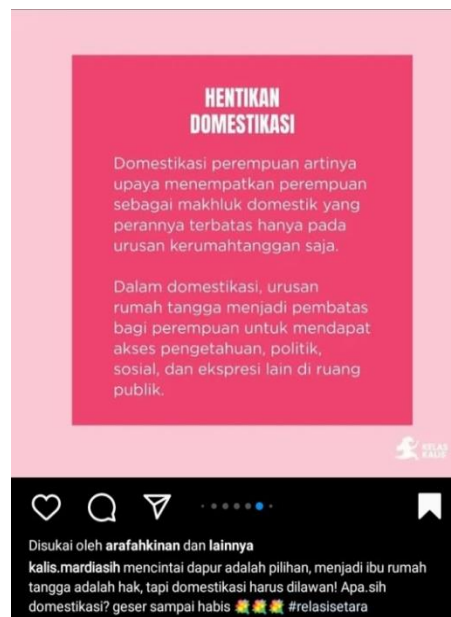 HENTIKAN
DOMESTIKASI
Domestikasi perempuan artinya
upaya menempatkan perempuan
sebagai makhluk domestik yang
perannya terbatas hanya pada
urusan kerumahtanggan saja.
Dalam domestikasi, urusan
rumah tangga menjadi pembatas
bagi perempuan untuk mendapat
akses pengetahuan, politik,
sosial, dan ekspresi lain di ruang
publik.
KELAS
KALIS
Disukai oleh arafahkinan dan lainnya
kalis.mardiasih mencintai dapur adalah pilihan, menjadi ibu rumah
tangga adalah hak, tapi domestikasi harus dilawan! Apa.sih
domestikasi? geser sampai habis 💐💐💐 #relasisetara